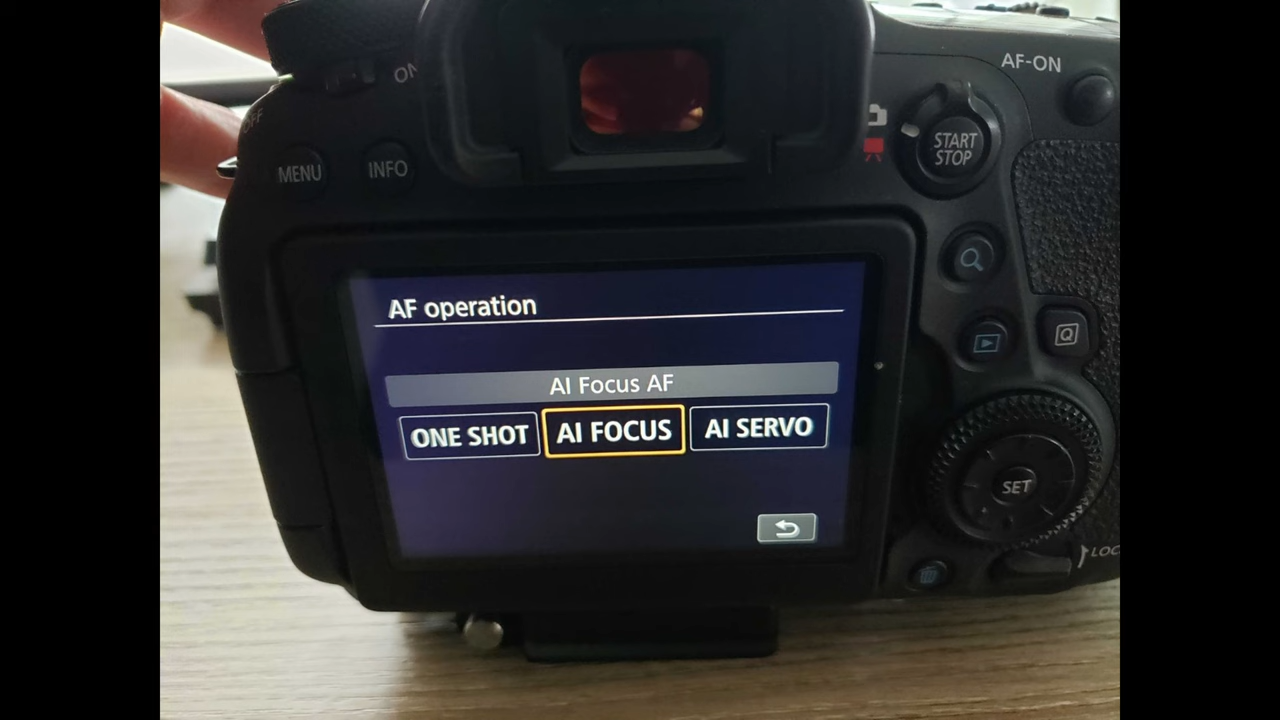 AF-ON
ON
OFF
START
STOP
MENU
INFO
AF operation
AI Focus AF
ONE SHOT
AI FOCUS
AI SERVO
Q
SET
LOC